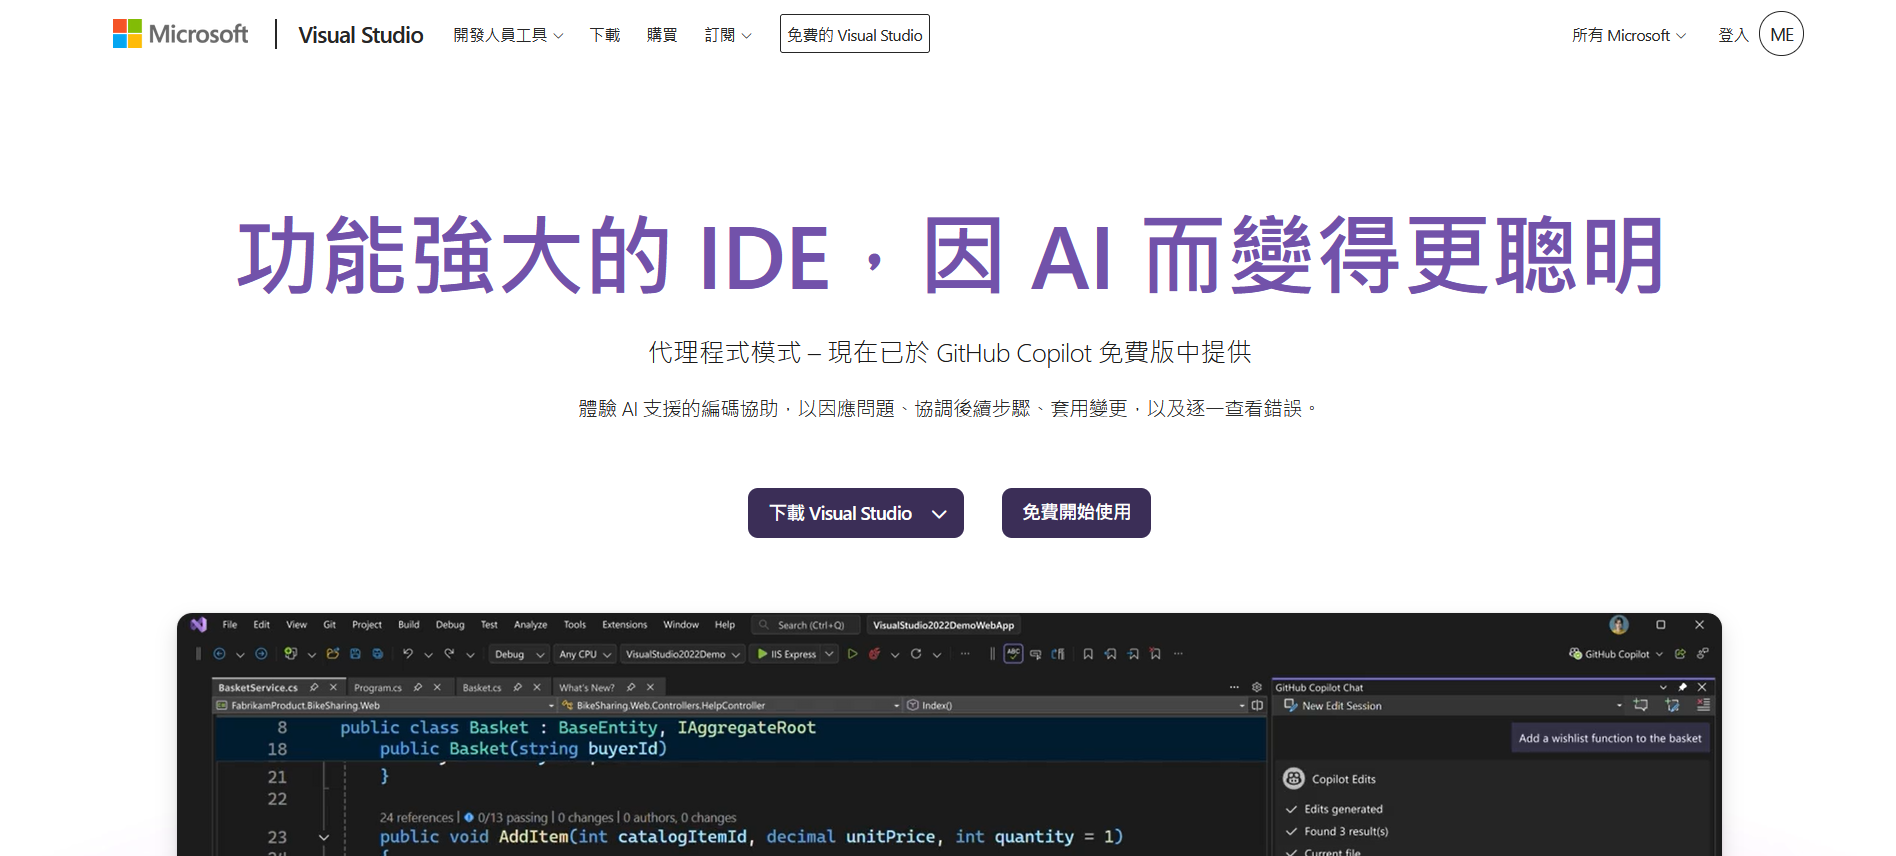 Microsoft | Visual Studio 開發人員工具 下載 購買 訂閱 免費的 Visual Studio 所有 Microsoft 登入 ME
功能強大的 IDE，因 AI 而變得更聰明
代理程式模式 – 現在已於 GitHub Copilot 免費版中提供
體驗 AI 支援的編碼協助，以因應問題、協調後續步驟、套用變更，以及逐一查看錯誤。
下載 Visual Studio 免費開始使用
File Edit View Git Project Build Debug Test Analyze Tools Extensions Window Help Search (Ctrl+Q) VisualStudio2022DemoWebApp
Debug Any CPU VisualStudio2022Demo IIS Express ABC GitHub Copilot
BasketService.cs Program.cs Basket.cs What's New? GitHub Copilot Chat
FabrikamProduct.BikeSharing.Web BikeSharing.Web.Controllers.HelpController Index() New Edit Session
8 public class Basket : BaseEntity, IAggregateRoot
Add a wishlist function to the basket
18 public Basket(string buyerId)
21 }
Copilot Edits
22
24 references | 0/13 passing | 0 changes | 0 authors, 0 changes
Edits generated
23 public void AddItem(int catalogItemId, decimal unitPrice, int quantity = 1)
Found 3 result(s)
{
Current file